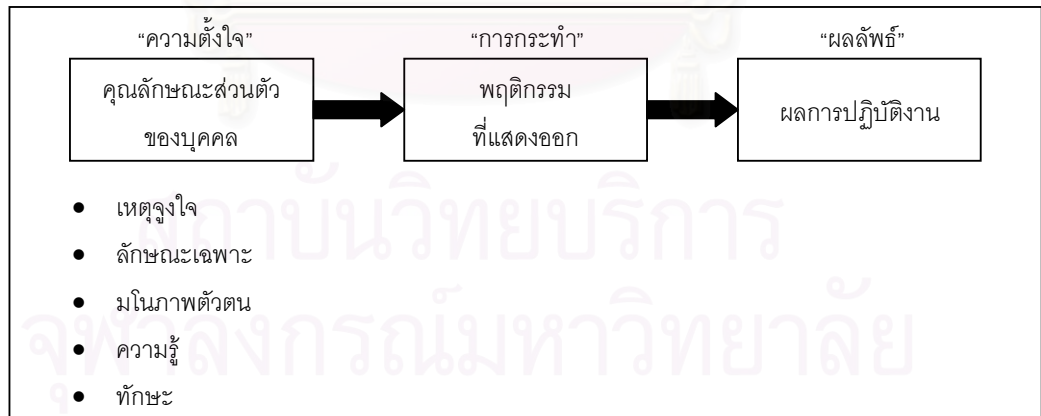 “ความตั้งใจ” “การกระทำ” “ผลลัพธ์”
คุณลักษณะส่วนตัว
ของบุคคล
พฤติกรรม
ที่แสดงออก
ผลการปฏิบัติงาน
● เหตุจูงใจ
● ลักษณะเฉพาะ
● มโนภาพตัวตน
● ความรู้
● ทักษะ
สถาบันวิทยบริการ
จุฬาลงกรณ์มหาวิทยาลัย